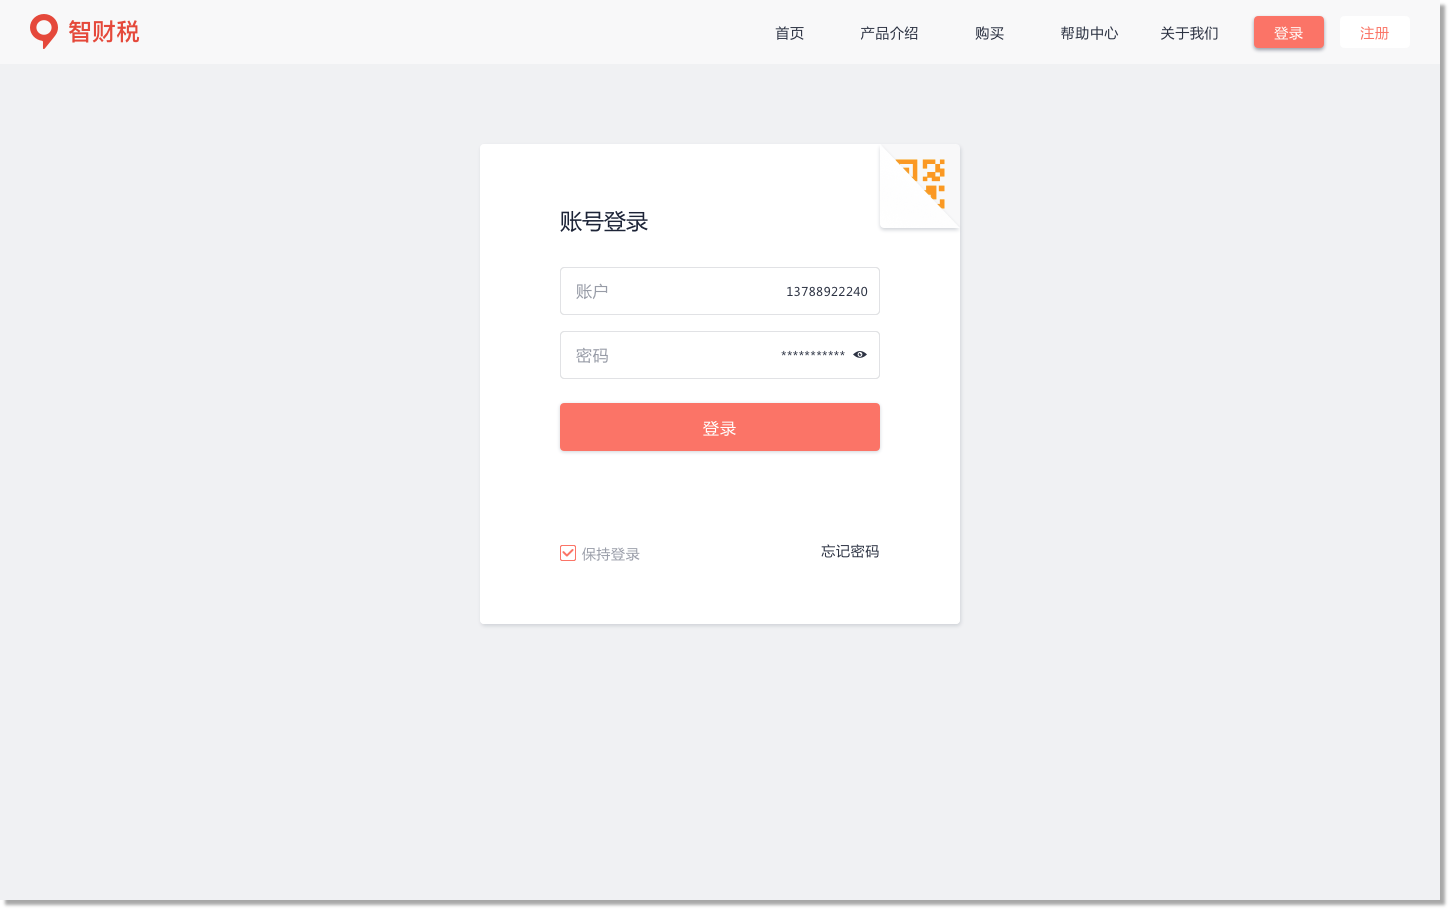 智财税
首页 产品介绍 购买 帮助中心 关于我们 登录 注册
账号登录
账户 13788922240
密码 ***********
登录
保持登录 忘记密码